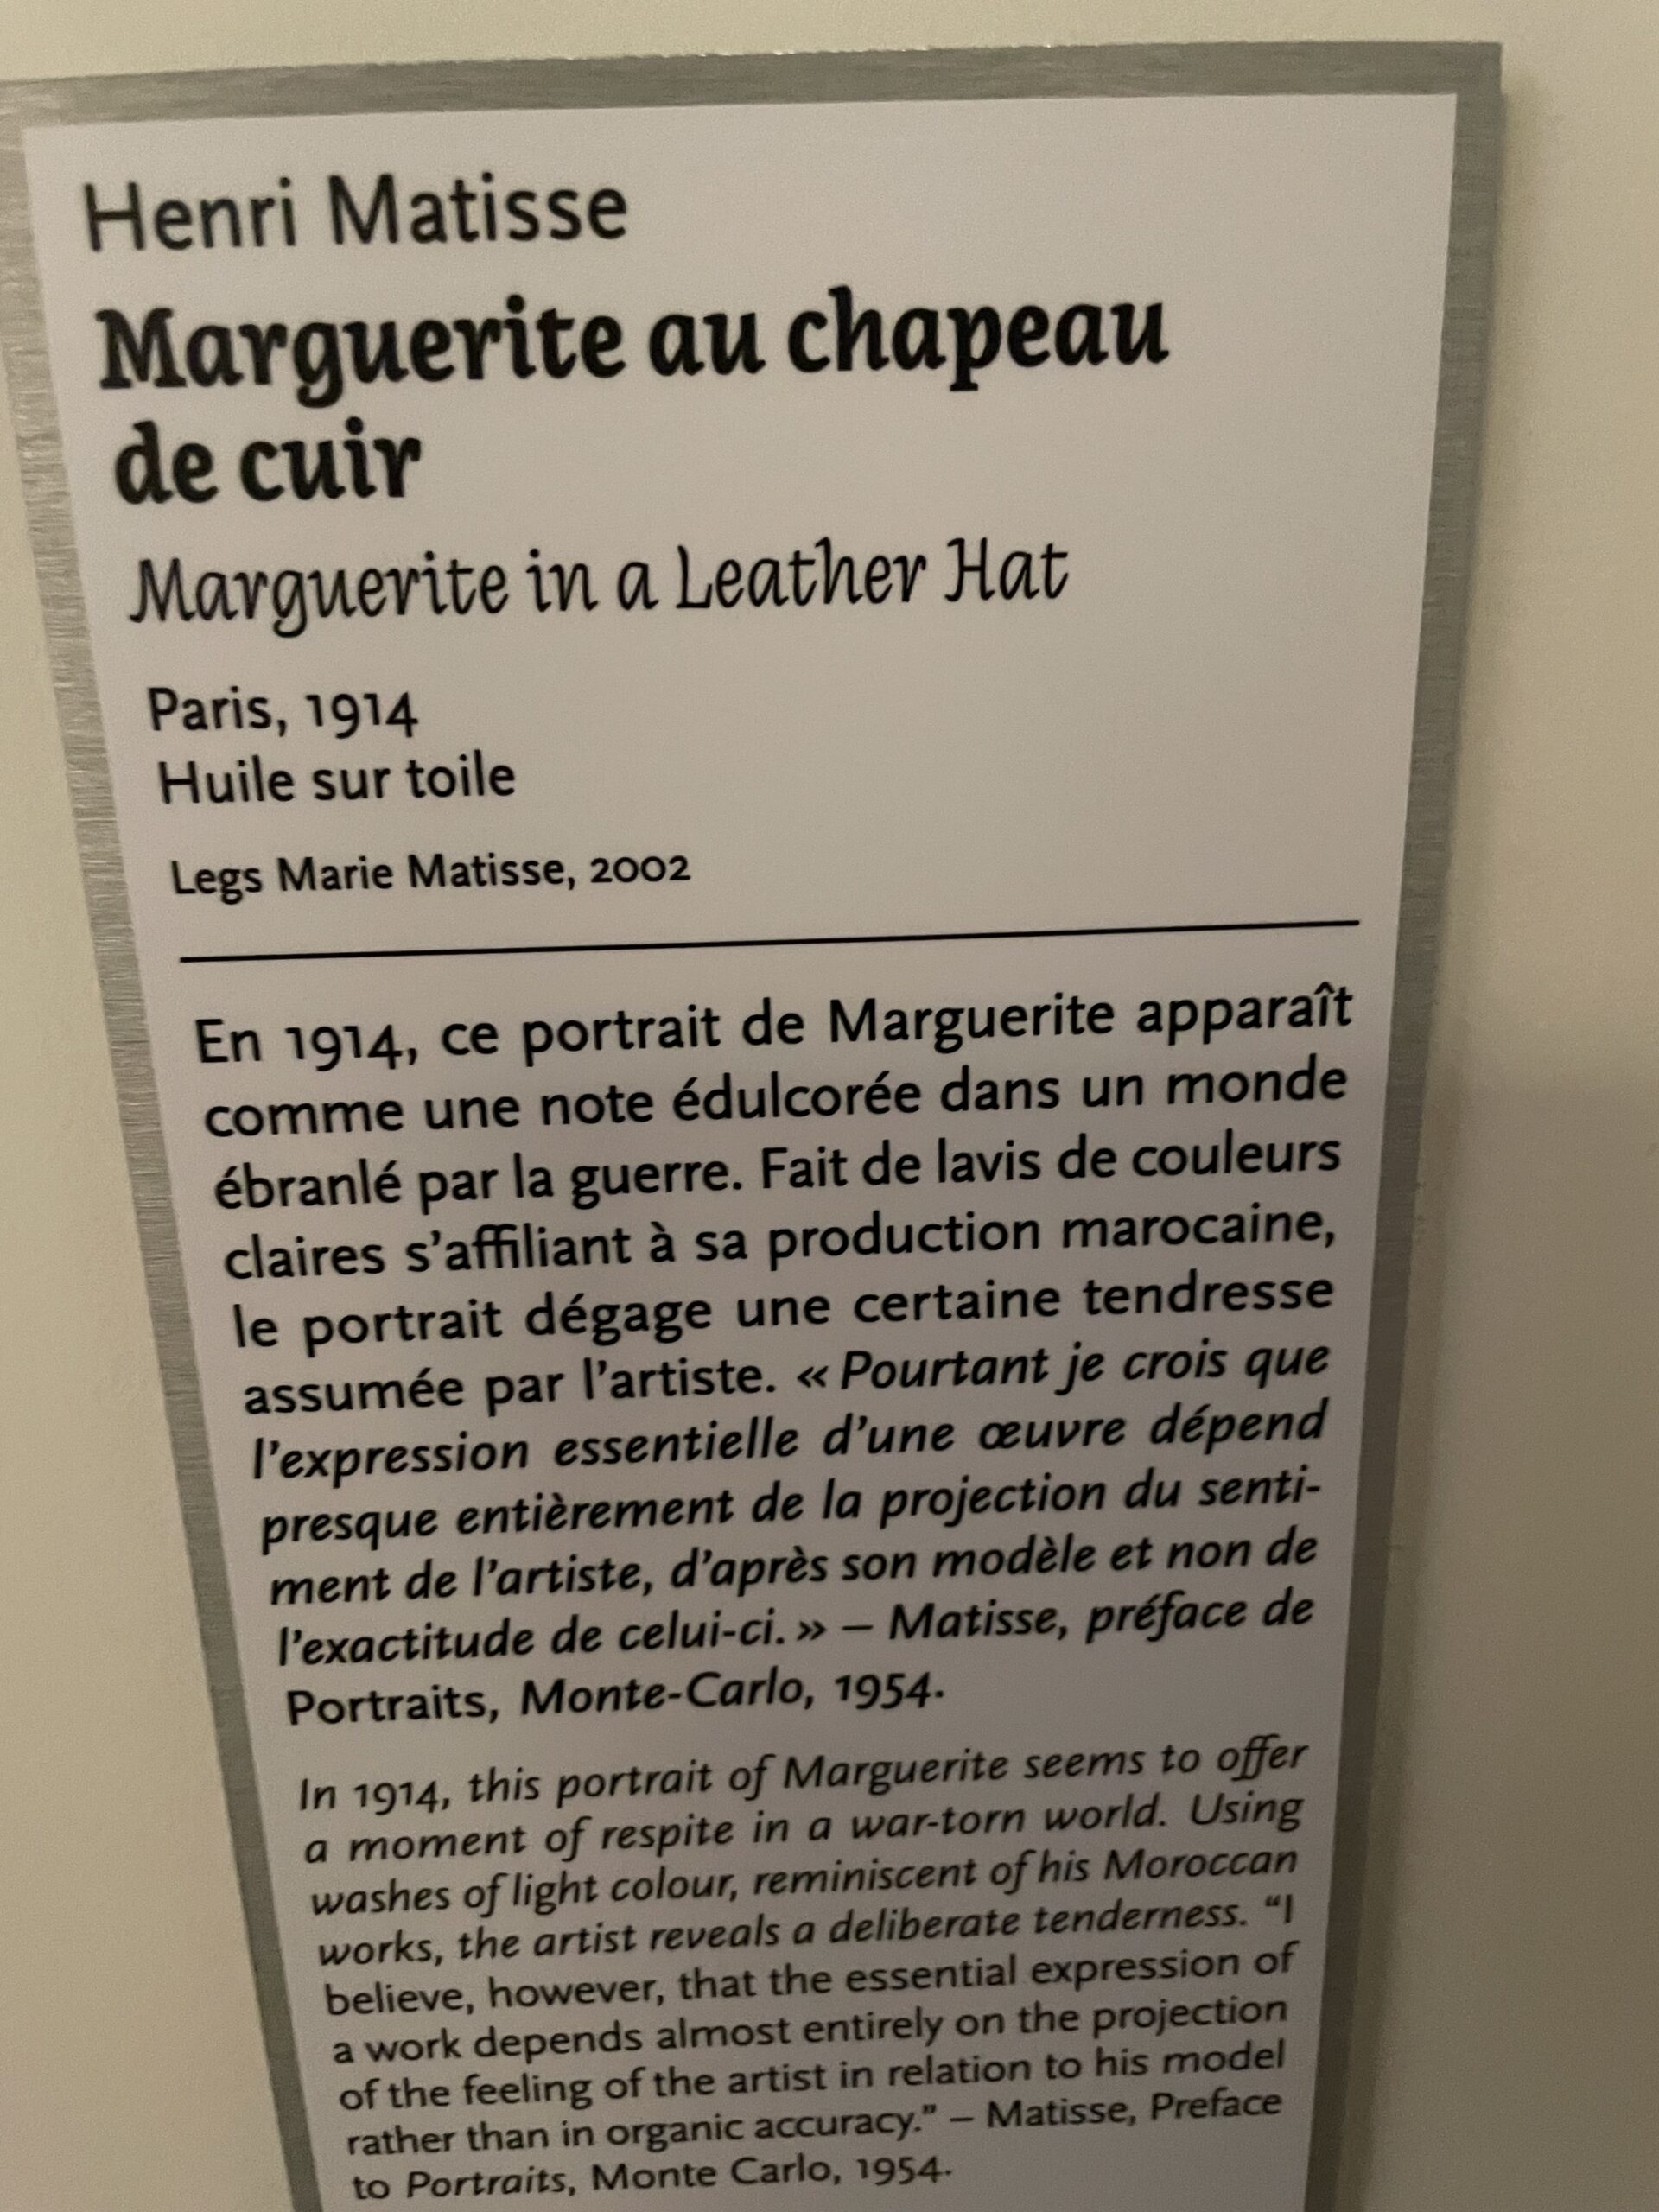 Henri Matisse
Marguerite au chapeau
de cuir
Marguerite in a Leather Hat
Paris, 1914
Huile sur toile
Legs Marie Matisse, 2002
En 1914, ce portrait de Marguerite apparaît
comme une note édulcorée dans un monde
ébranlé par la guerre. Fait de lavis de couleurs
claires s’affiliant à sa production marocaine,
le portrait dégage une certaine tendresse
assumée par l’artiste. « Pourtant je crois que
l’expression essentielle d’une œuvre dépend
presque entièrement de la projection du senti-
ment de l’artiste, d’après son modèle et non de
l’exactitude de celui-ci. » – Matisse, préface de
Portraits, Monte-Carlo, 1954.
In 1914, this portrait of Marguerite seems to offer
a moment of respite in a war-torn world. Using
washes of light colour, reminiscent of his Moroccan
works, the artist reveals a deliberate tenderness. “I
believe, however, that the essential expression of
a work depends almost entirely on the projection
of the feeling of the artist in relation to his model
rather than in organic accuracy.” – Matisse, Preface
to Portraits, Monte Carlo, 1954.